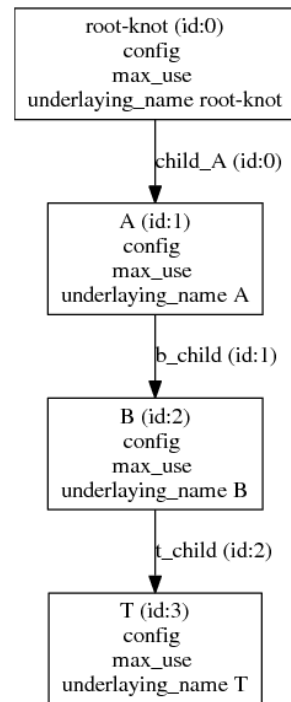 root-knot (id:0)
config
max_use
underlaying_name root-knot
child_A (id:0)
A (id:1)
config
max_use
underlaying_name A
b_child (id:1)
B (id:2)
config
max_use
underlaying_name B
t_child (id:2)
T (id:3)
config
max_use
underlaying_name T